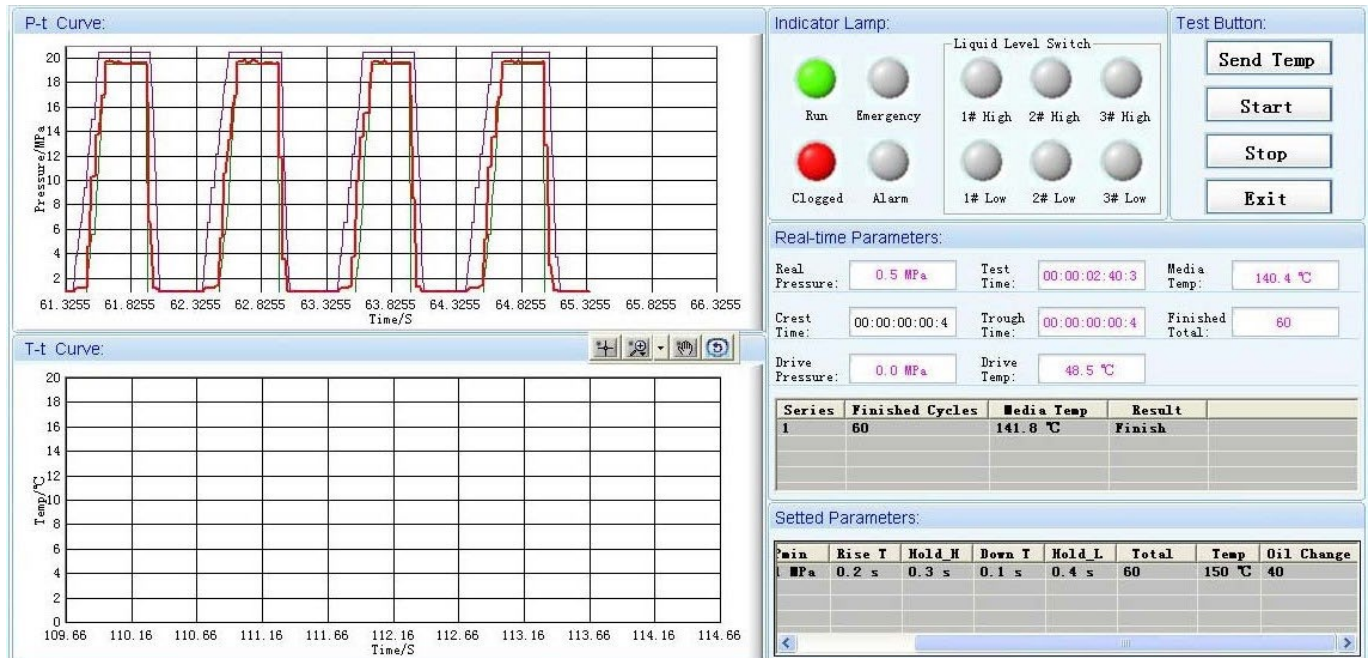 P-t Curve:
20
18
16
14
12
10
8
6
4
2
Pressure/MPa
61.3255 61.8255 62.3255 62.8255 63.3255 63.8255 64.3255 64.8255 65.3255 65.8255 66.3255
Time/S
T-t Curve:
20
18
16
14
12
10
8
6
4
2
0
Temp/℃
109.66 110.16 110.66 111.16 111.66 112.16 112.66 113.16 113.66 114.16 114.66
Time/S
Indicator Lamp:
Liquid Level Switch
Run Emergency 1# High 2# High 3# High
Clogged Alarm 1# Low 2# Low 3# Low
Test Button:
Send Temp
Start
Stop
Exit
Real-time Parameters:
Real Pressure: 0.5 MPa Test Time: 00:00:02:40:3 Media Temp: 140.4 ℃
Crest Time: 00:00:00:00:4 Trough Time: 00:00:00:00:4 Finished Total: 60
Drive Pressure: 0.0 MPa Drive Temp: 48.5 ℃
Series Finished Cycles Media Temp Result
1 60 141.8 ℃ Finish
Setted Parameters:
Rise T Hold_H Down T Hold_L Total Temp Oil Change
MPa 0.2 s 0.3 s 0.1 s 0.4 s 60 150 ℃ 40